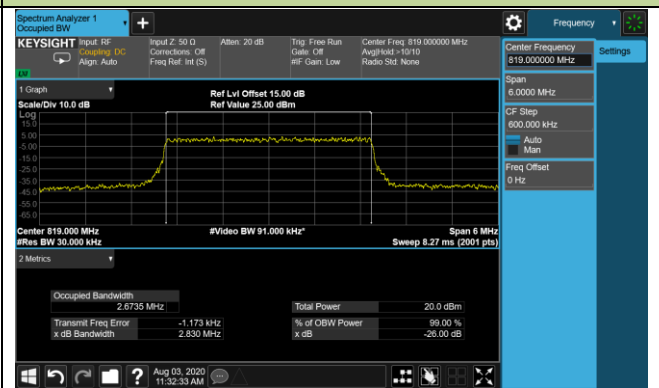 Spectrum Analyzer 1
Occupied BW
Frequency
KEYSIGHT
Input: RF
Coupling: DC
Align: Auto
Input Z: 50 Ω
Corrections: Off
Freq Ref: Int (S)
Atten: 20 dB
Trig: Free Run
Gate: Off
#IF Gain: Low
Center Freq: 819.000000 MHz
Avg|Hold:>10/10
Radio Std: None
Center Frequency
819.000000 MHz
Settings
Span
6.0000 MHz
CF Step
600.000 kHz
Auto
Man
Freq Offset
0 Hz
1 Graph
Scale/Div 10.0 dB
Ref Lvl Offset 15.00 dB
Ref Value 25.00 dBm
Log
15.0
5.00
-5.00
-15.0
-25.0
-35.0
-45.0
-55.0
-65.0
Center 819.000 MHz
#Res BW 30.000 kHz
#Video BW 91.000 kHz*
Span 6 MHz
Sweep 8.27 ms (2001 pts)
2 Metrics
Occupied Bandwidth
2.6735 MHz
Transmit Freq Error -1.173 kHz
x dB Bandwidth 2.830 MHz
Total Power 20.0 dBm
% of OBW Power 99.00 %
x dB -26.00 dB
Aug 03, 2020
11:32:33 AM